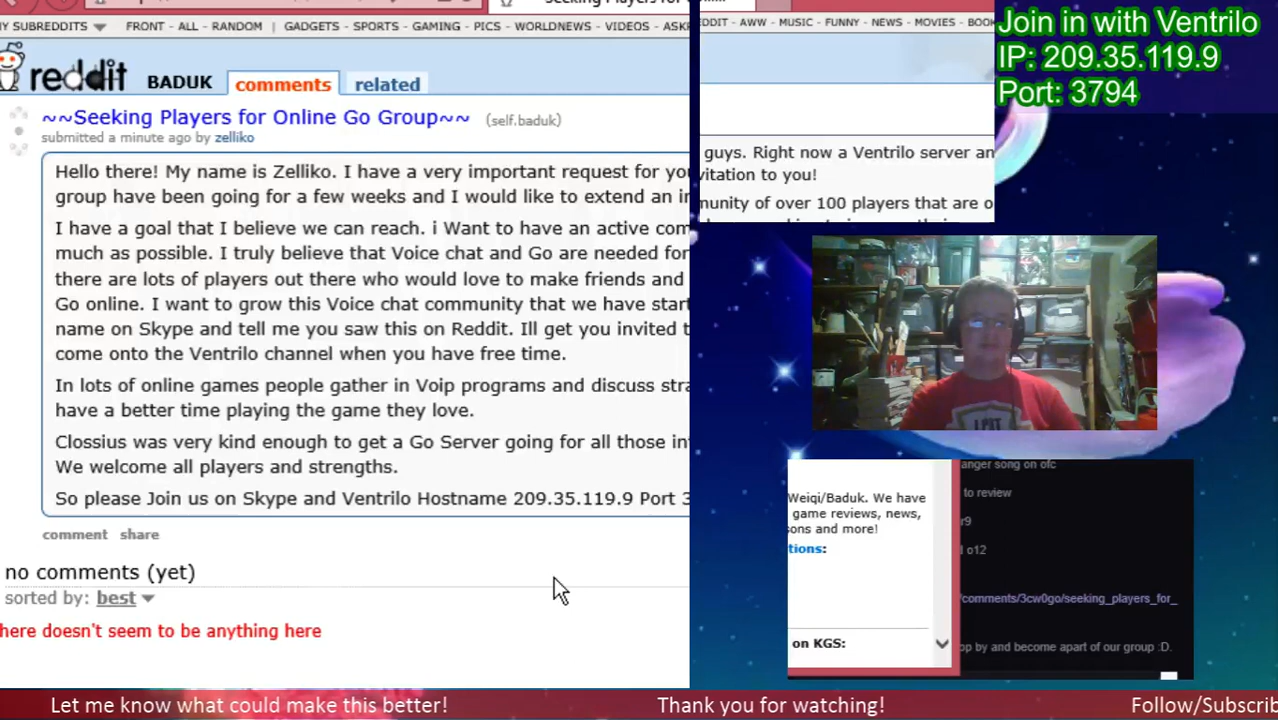 Seeking Players for
MY SUBREDDITS FRONT - ALL - RANDOM | GADGETS - SPORTS - GAMING - PICS - WORLDNEWS - VIDEOS - ASK
reddit BADUK comments related
~~Seeking Players for Online Go Group~~ (self.baduk)
submitted a minute ago by zelliko
Hello there! My name is Zelliko. I have a very important request for you
group have been going for a few weeks and I would like to extend an in
I have a goal that I believe we can reach. i Want to have an active com
much as possible. I truly believe that Voice chat and Go are needed for
there are lots of players out there who would love to make friends and
Go online. I want to grow this Voice chat community that we have start
name on Skype and tell me you saw this on Reddit. Ill get you invited t
come onto the Ventrilo channel when you have free time.
In lots of online games people gather in Voip programs and discuss stra
have a better time playing the game they love.
Clossius was very kind enough to get a Go Server going for all those in
We welcome all players and strengths.
So please Join us on Skype and Ventrilo Hostname 209.35.119.9 Port 3
comment share
no comments (yet)
sorted by: best
here doesn't seem to be anything here
EDDIT - AWW - MUSIC - FUNNY - NEWS - MOVIES - BOOK
guys. Right now a Ventrilo server an
vitation to you!
munity of over 100 players that are o
Join in with Ventrilo
IP: 209.35.119.9
Port: 3794
Weiqi/Baduk. We have
game reviews, news,
sons and more!
tions:
on KGS:
anger song on ofc
to review
r9
l o12
/comments/3cw0go/seeking_players_for_
op by and become apart of our group :D.
Let me know what could make this better! Thank you for watching! Follow/Subscrib